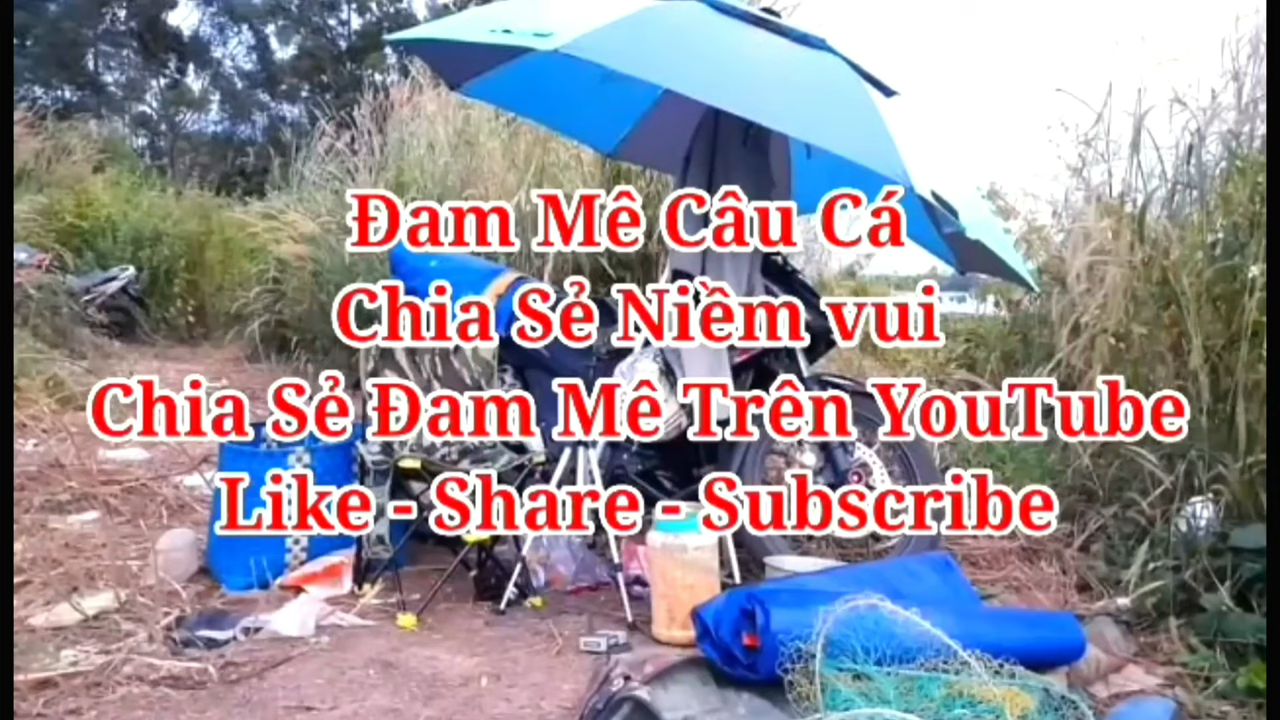 Đam Mê Câu Cá
Chia Sẻ Niềm vui
Chia Sẻ Đam Mê Trên YouTube
Like - Share - Subscribe